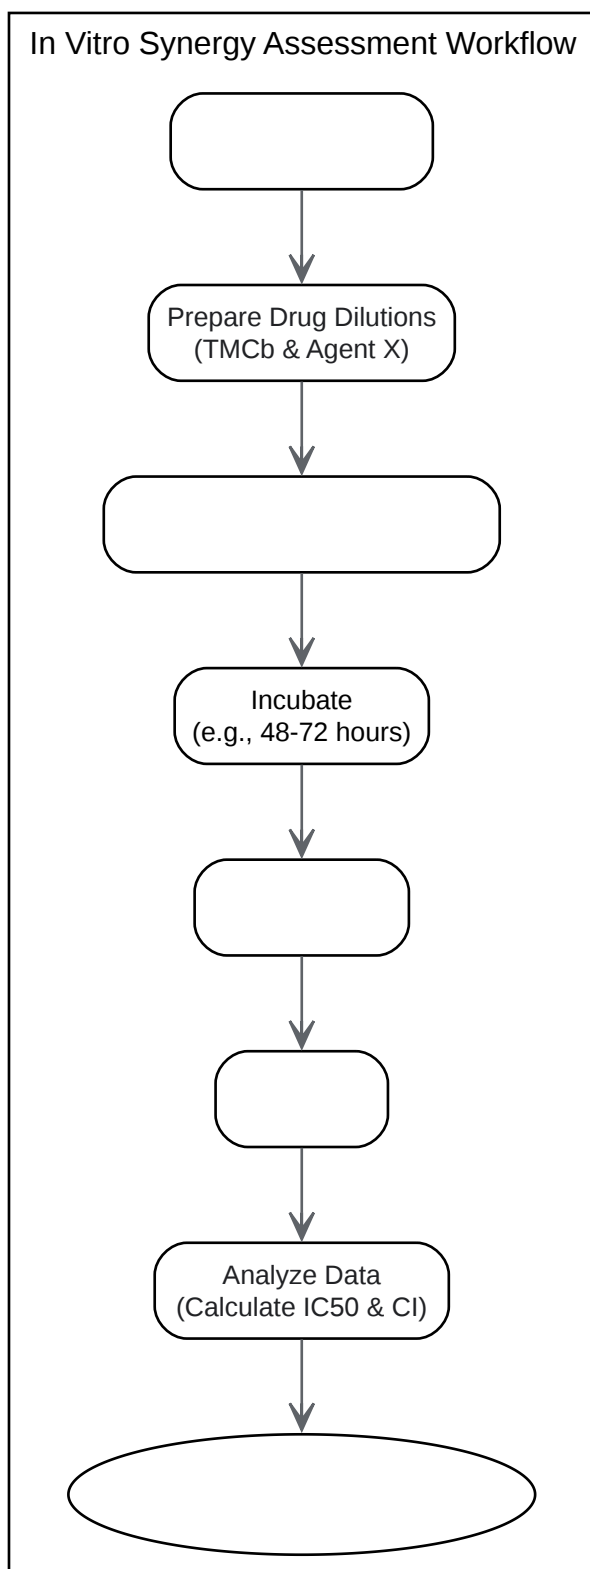 In Vitro Synergy Assessment Workflow
Prepare Drug Dilutions
(TMCb & Agent X)
Incubate
(e.g., 48-72 hours)
Analyze Data
(Calculate IC50 & CI)